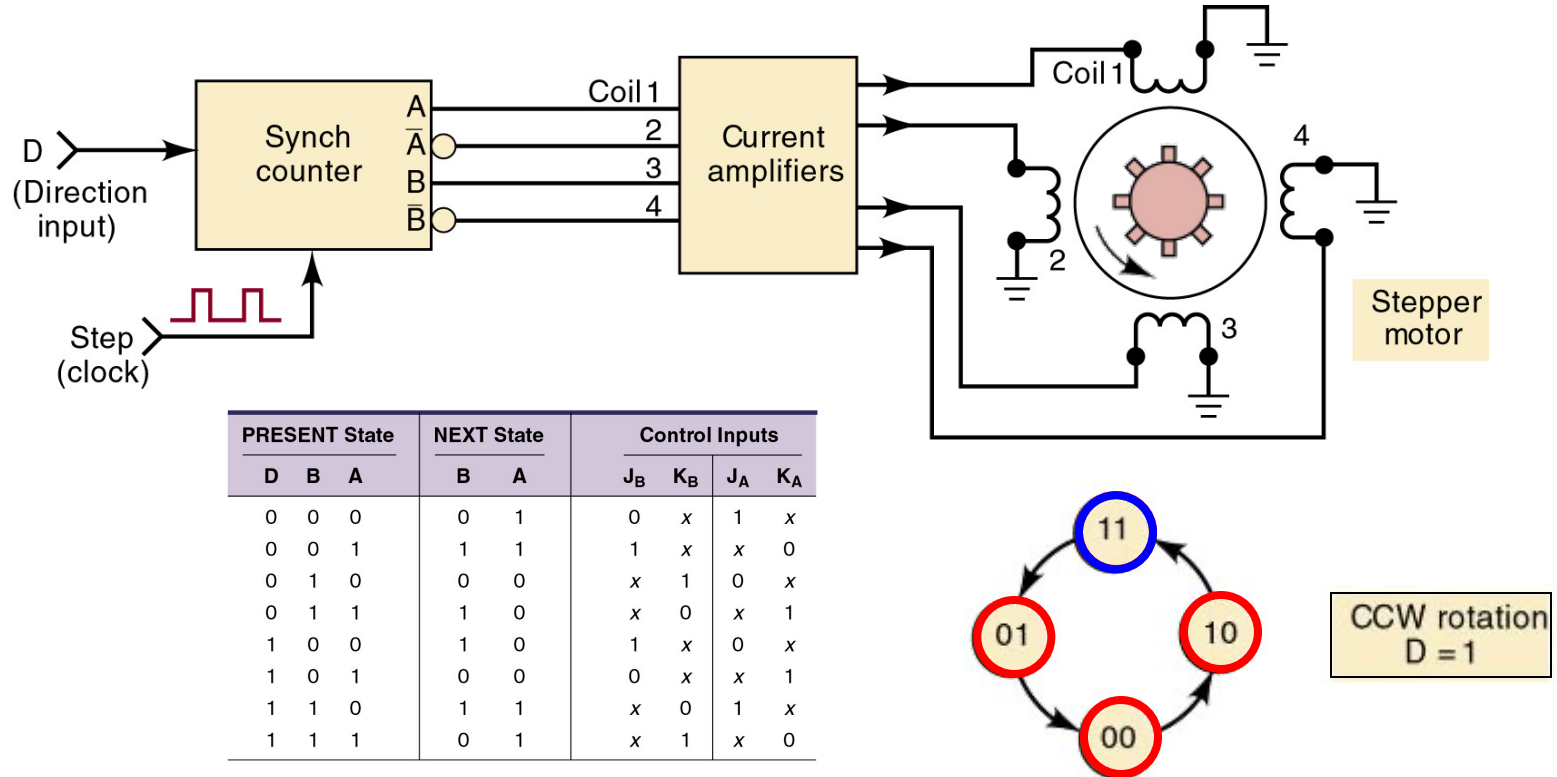 D
(Direction
input)
Step
(clock)
Synch
counter
A
A̅
B
B̅
Coil 1
2
3
4
Current
amplifiers
Coil 1
2
3
4
Stepper
motor
PRESENT State NEXT State Control Inputs
D B A B A J_B K_B J_A K_A
0 0 0 0 1 0 x 1 x
0 0 1 1 1 1 x x 0
0 1 0 0 0 x 1 0 x
0 1 1 1 0 x 0 x 1
1 0 0 1 0 1 x 0 x
1 0 1 0 0 0 x x 1
1 1 0 1 1 x 0 1 x
1 1 1 0 1 x 1 x 0
11
01
10
00
CCW rotation
D = 1